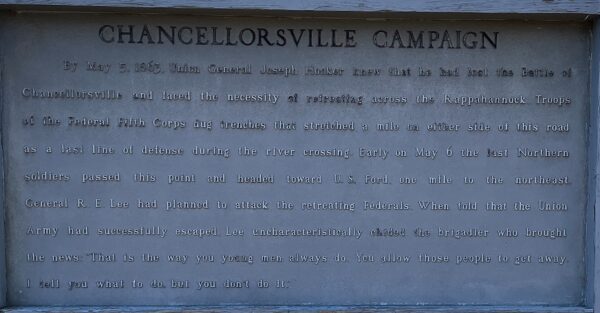 CHANCELLORSVILLE CAMPAIGN
By May 5, 1863, Union General Joseph Hooker knew that he had lost the Battle of
Chancellorsville and faced the necessity of retreating across the Rappahannock. Troops
of the Federal Fifth Corps dug trenches that stretched a mile on either side of this road
as a last line of defense during the river crossing. Early on May 6 the last Northern
soldiers passed this point and headed toward U. S. Ford, one mile to the northeast.
General R. E. Lee had planned to attack the retreating Federals. When told that the Union
Army had successfully escaped, Lee uncharacteristically chided the brigadier who brought
the news: "That is the way you young men always do. You allow those people to get away.
I tell you what to do, but you don't do it."